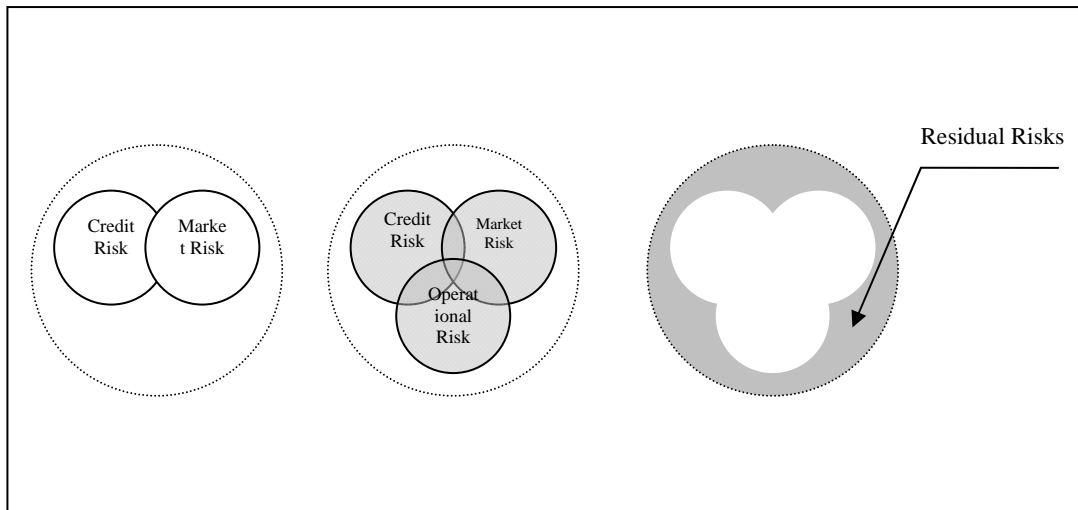 Residual Risks
Credit
Risk
Marke
t Risk
Credit
Risk
Market
Risk
Operat
ional
Risk